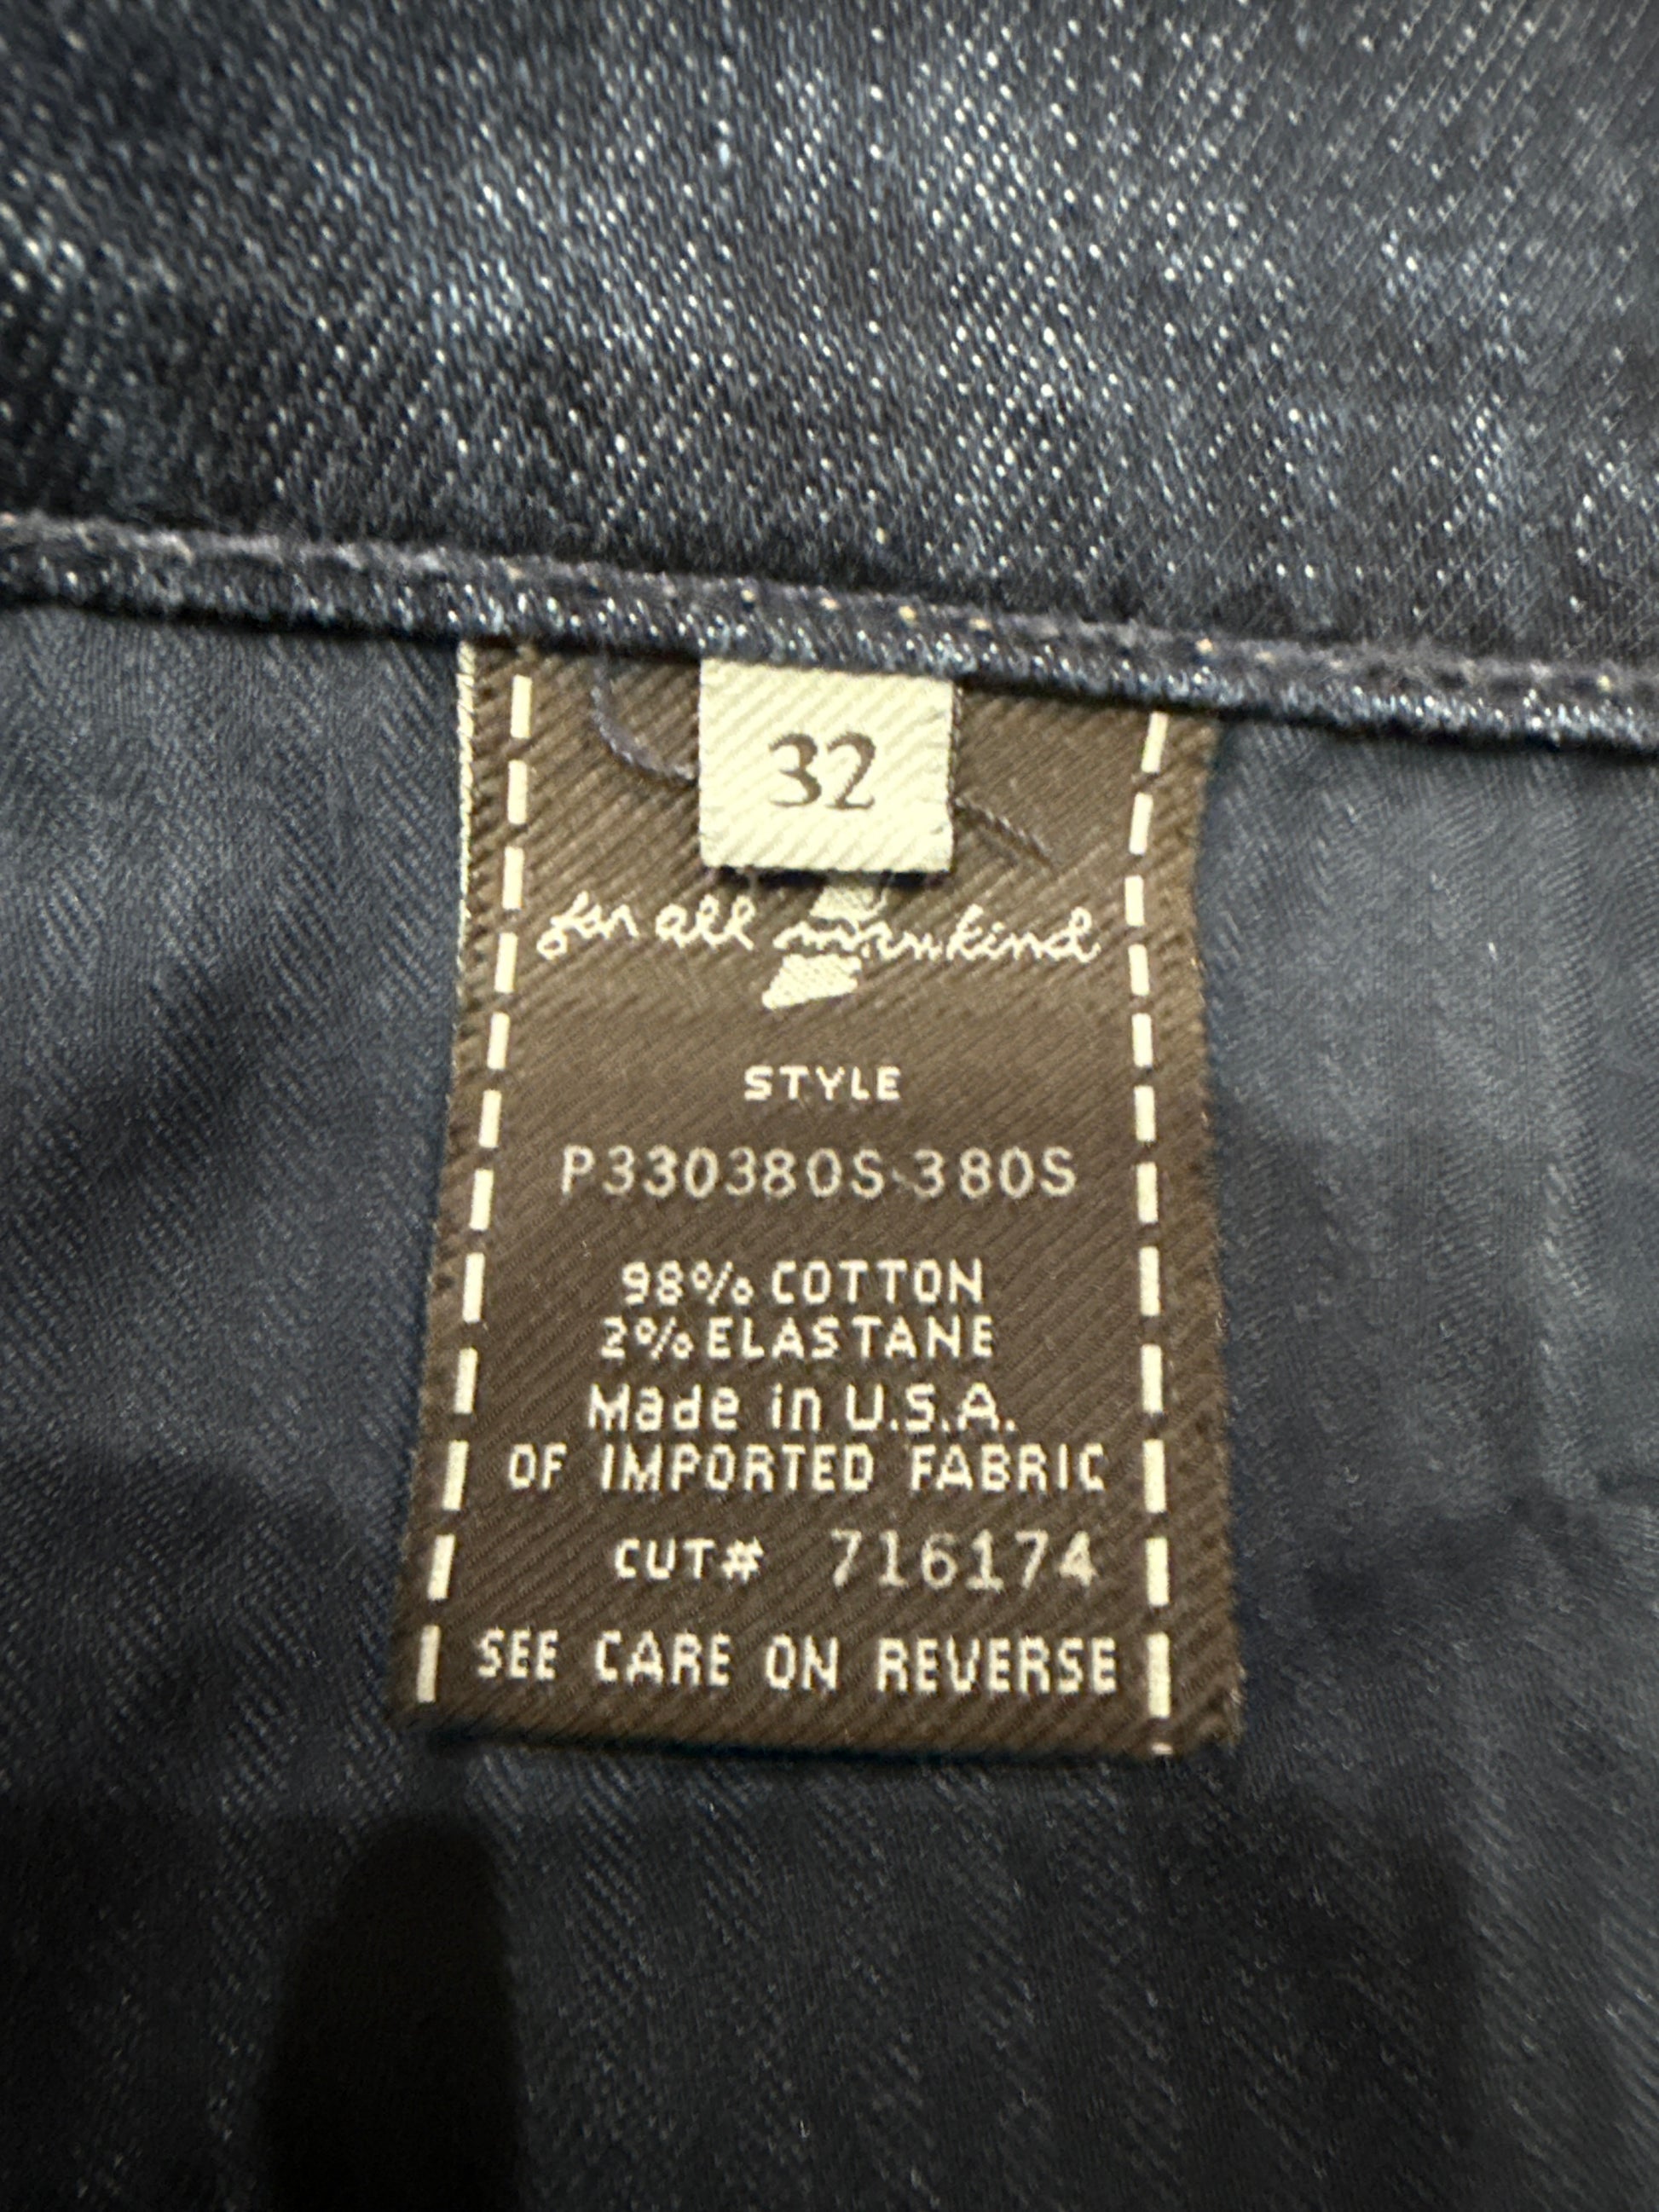 32
for all mankind
STYLE
P330380S-380S
98% COTTON
2% ELASTANE
Made in U.S.A.
OF IMPORTED FABRIC
CUT# 716174
SEE CARE ON REVERSE